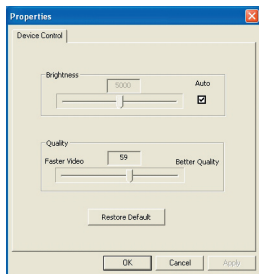 Properties
Device Control
Brightness
5000 Auto
Quality
Faster Video 59 Better Quality
Restore Default
OK Cancel Apply